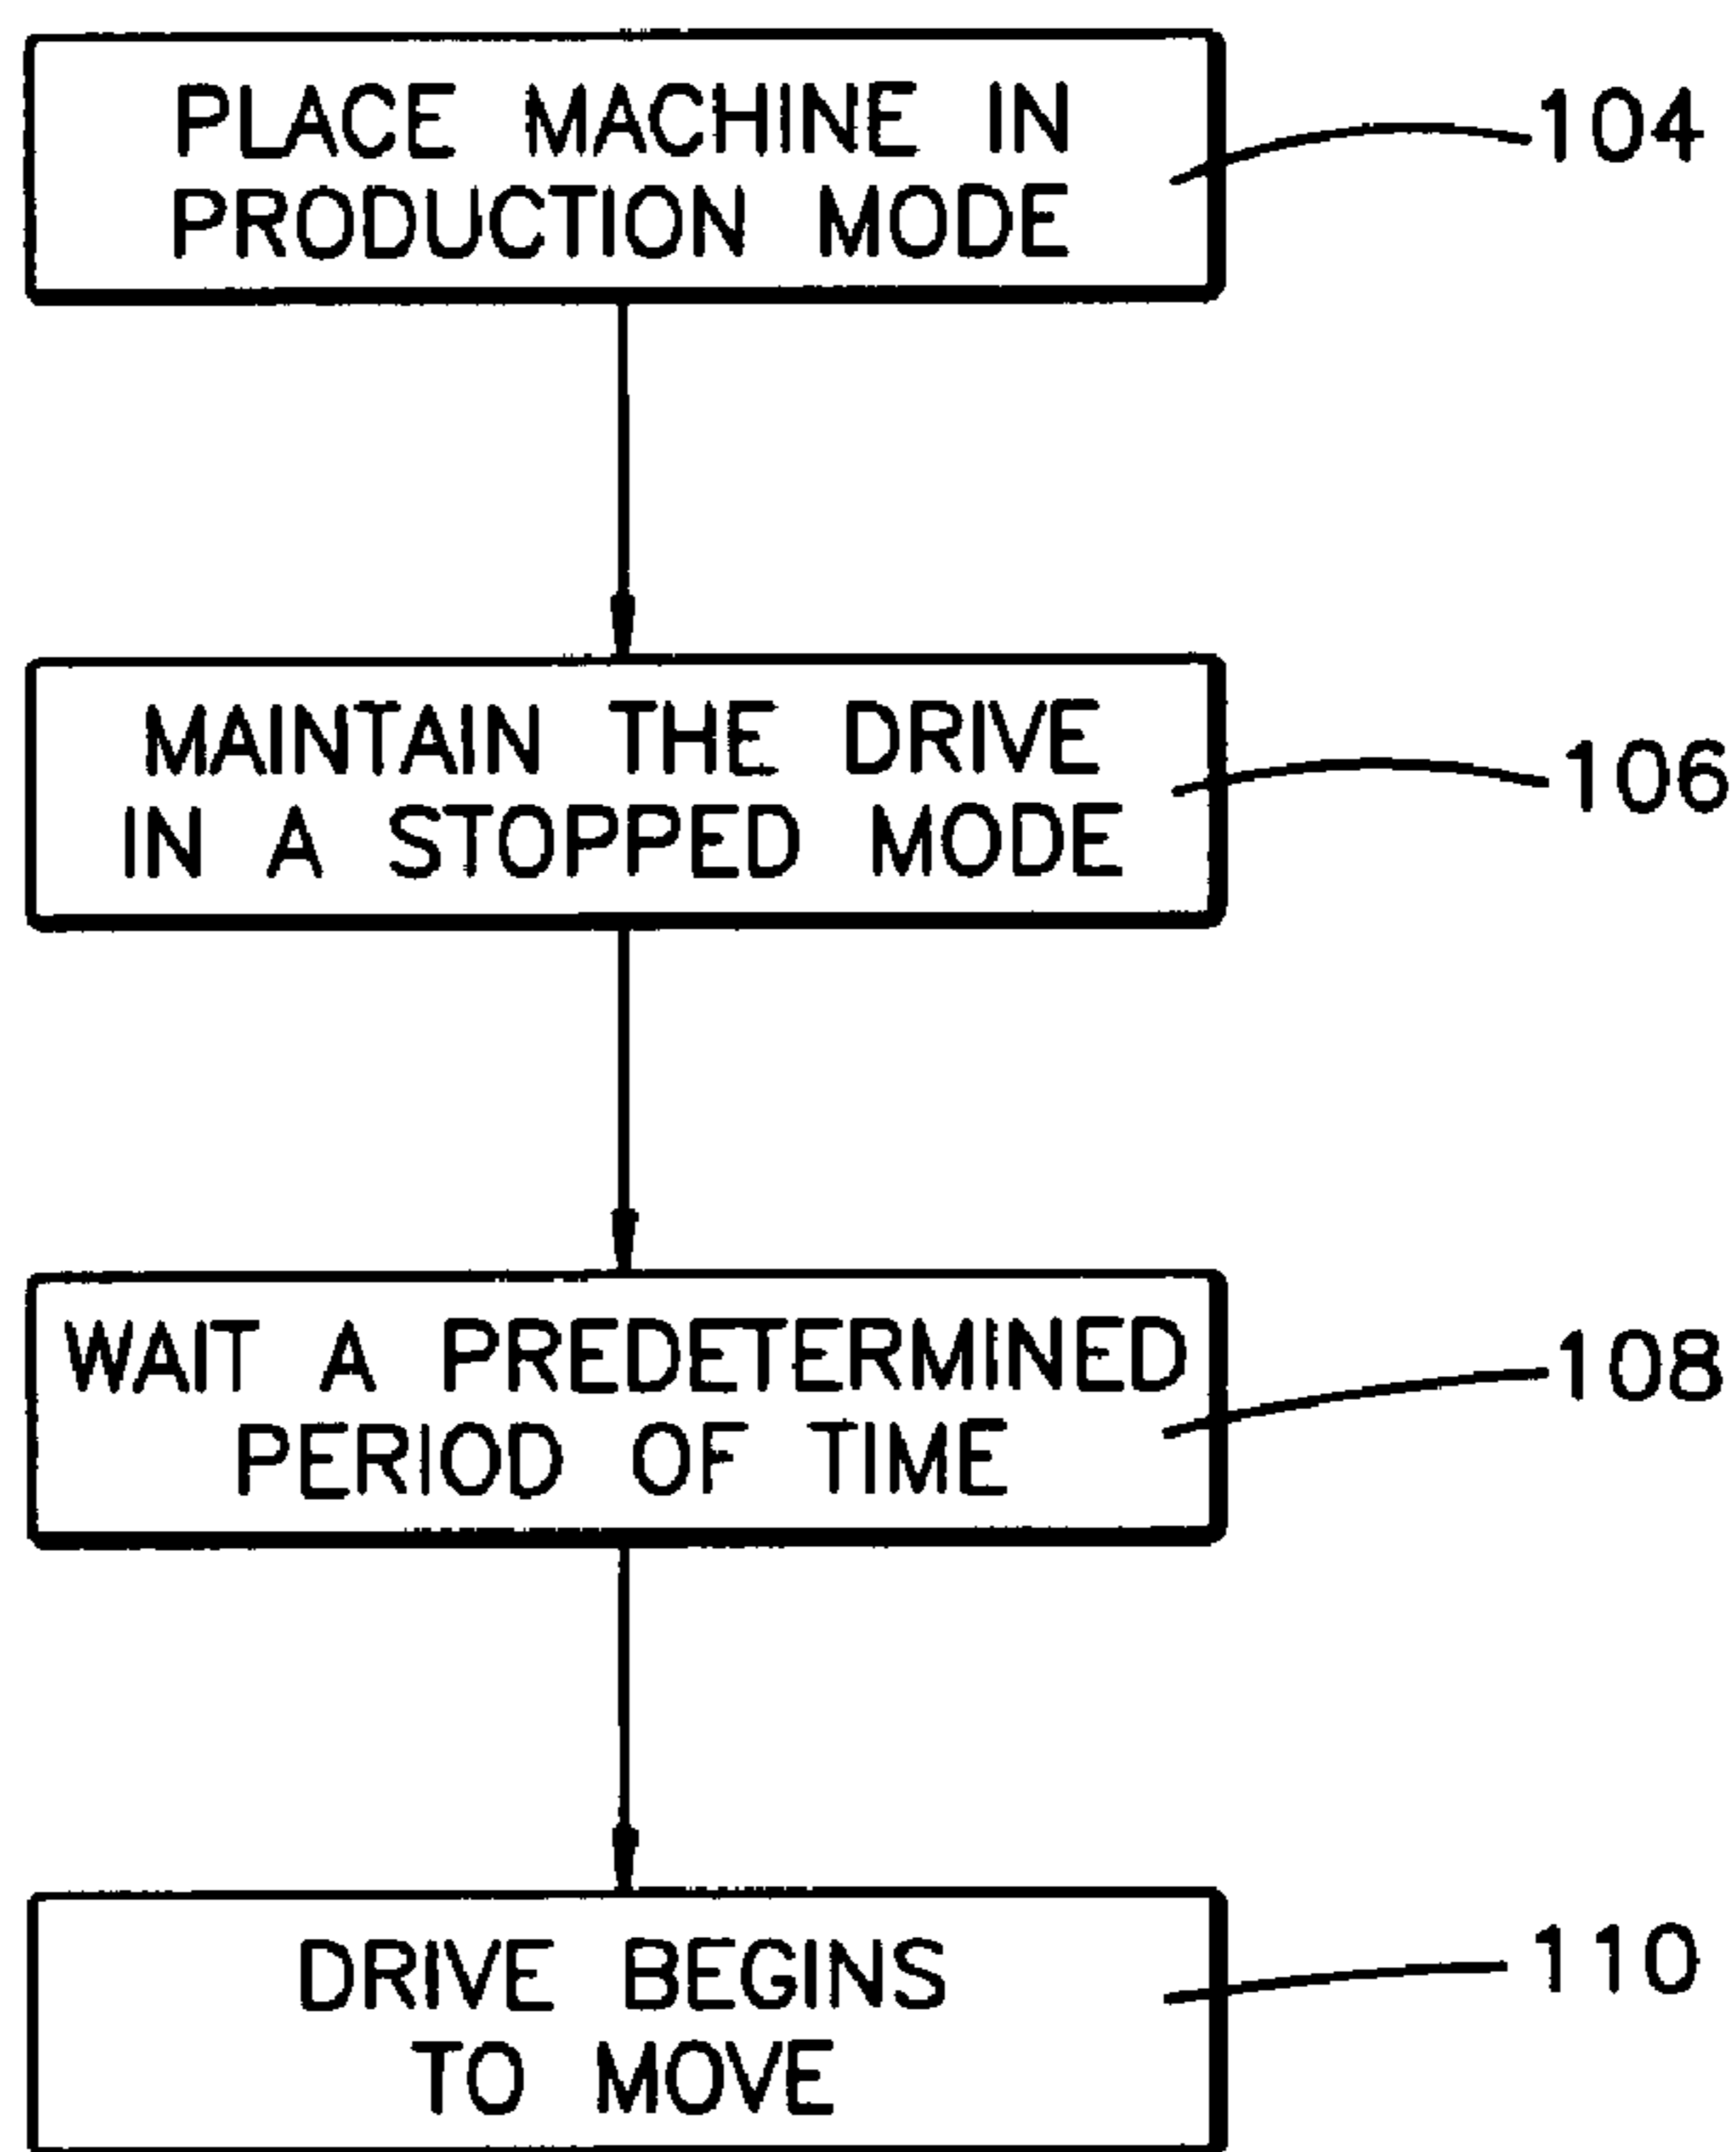 PLACE MACHINE IN
PRODUCTION MODE
104
MAINTAIN THE DRIVE
IN A STOPPED MODE
106
WAIT A PREDETERMINED
PERIOD OF TIME
108
DRIVE BEGINS
TO MOVE
110